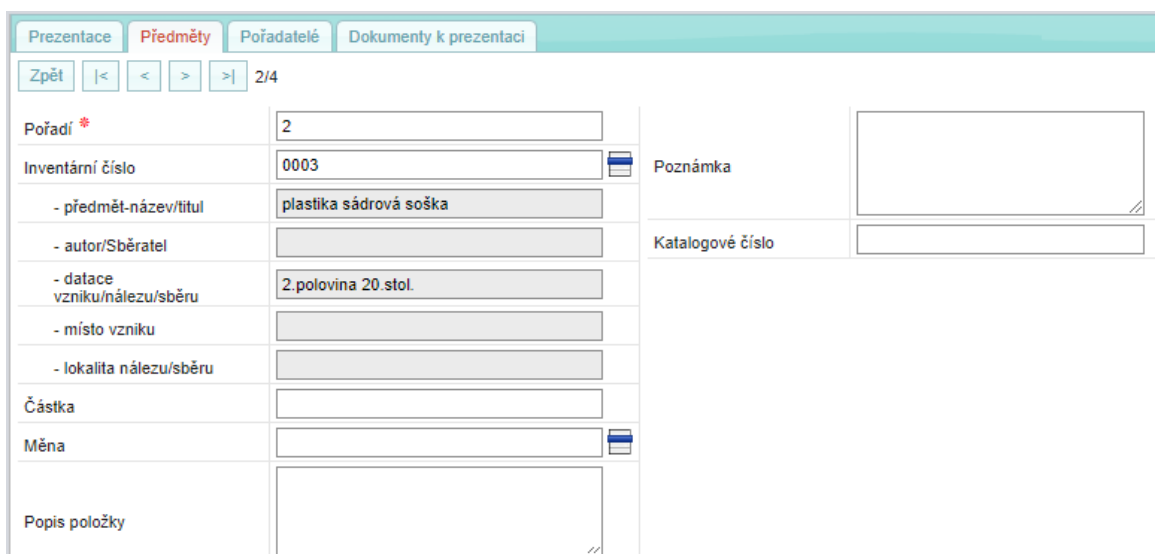 Prezentace Předměty Pořadatelé Dokumenty k prezentaci
Zpět |< < > >| 2/4
Pořadí * 2
Inventární číslo 0003
- předmět-název/titul plastika sádrová soška
- autor/Sběratel
- datace
vzniku/nálezu/sběru 2.polovina 20.stol.
- místo vzniku
- lokalita nálezu/sběru
Částka
Měna
Popis položky
Poznámka
Katalogové číslo